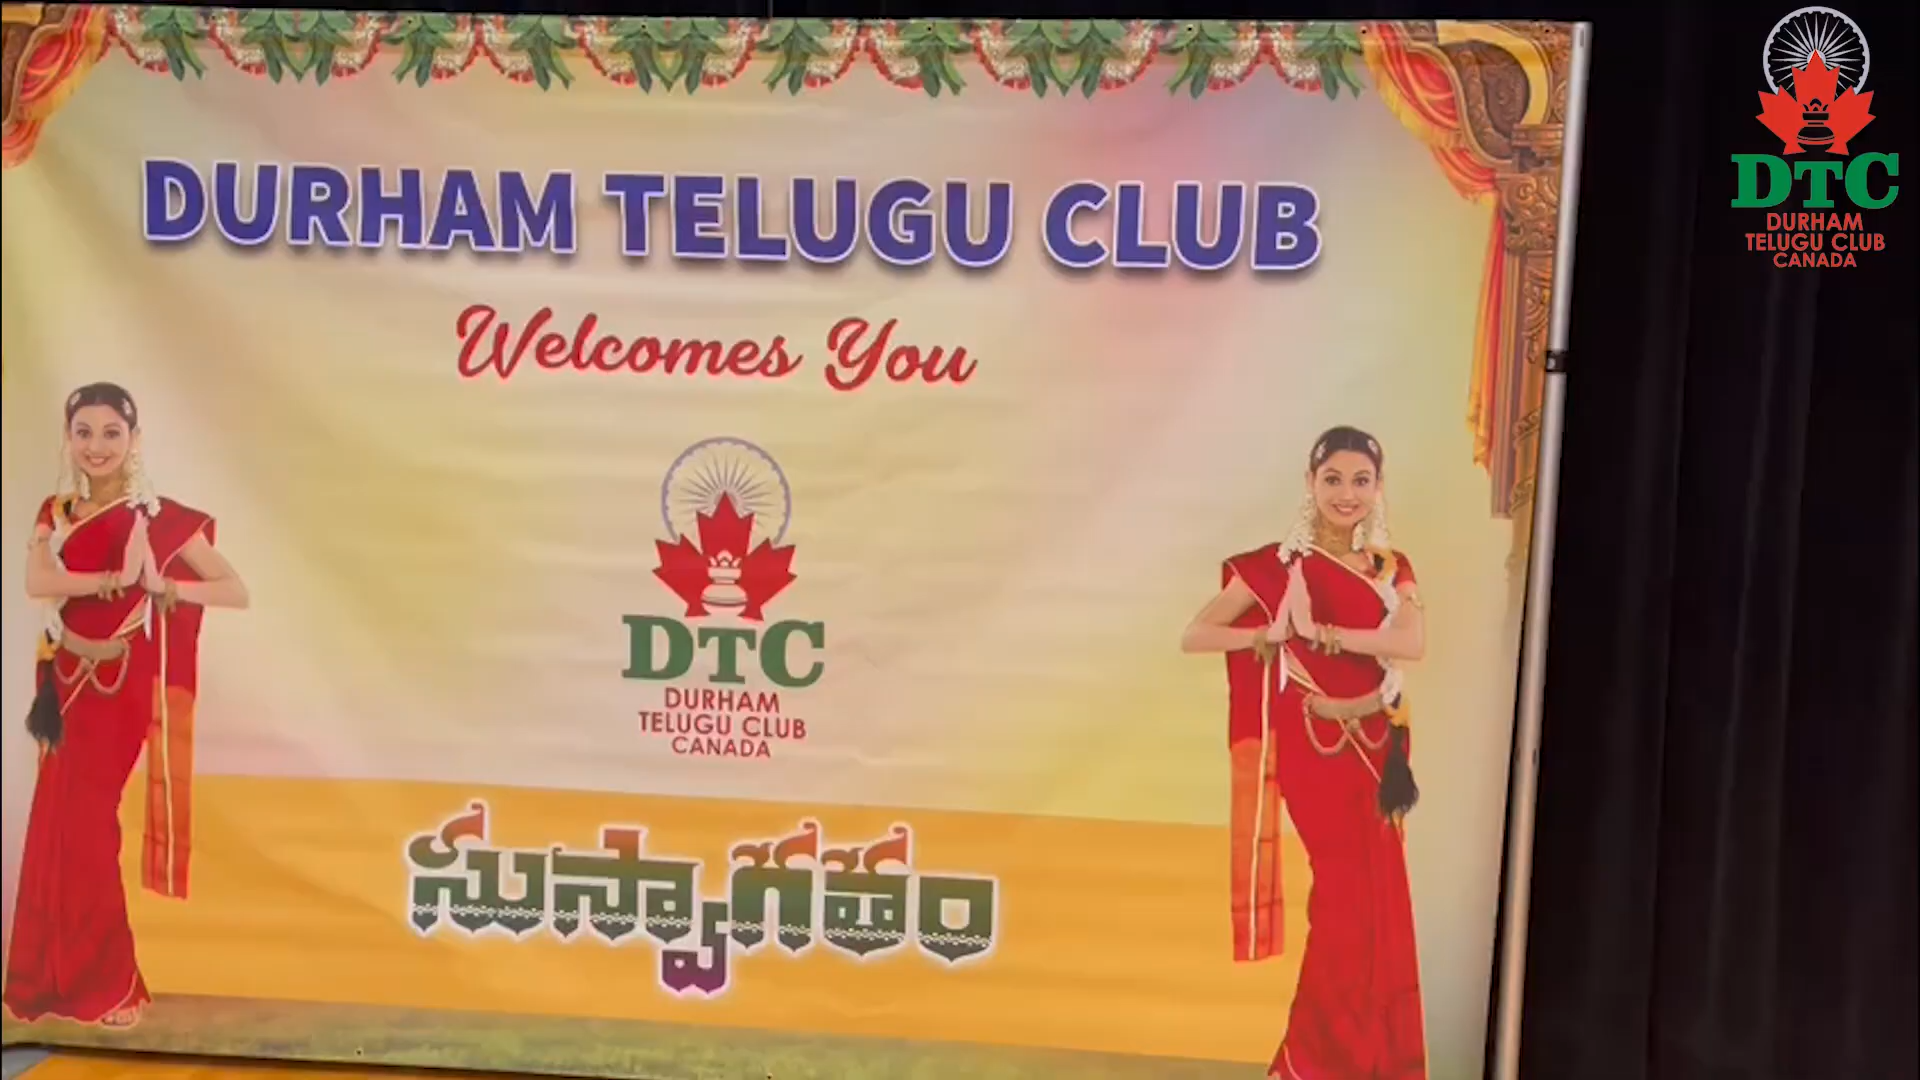 DURHAM TELUGU CLUB
Welcomes You
DTC
DURHAM
TELUGU CLUB
CANADA
సుస్వాగతం
DTC
DURHAM
TELUGU CLUB
CANADA